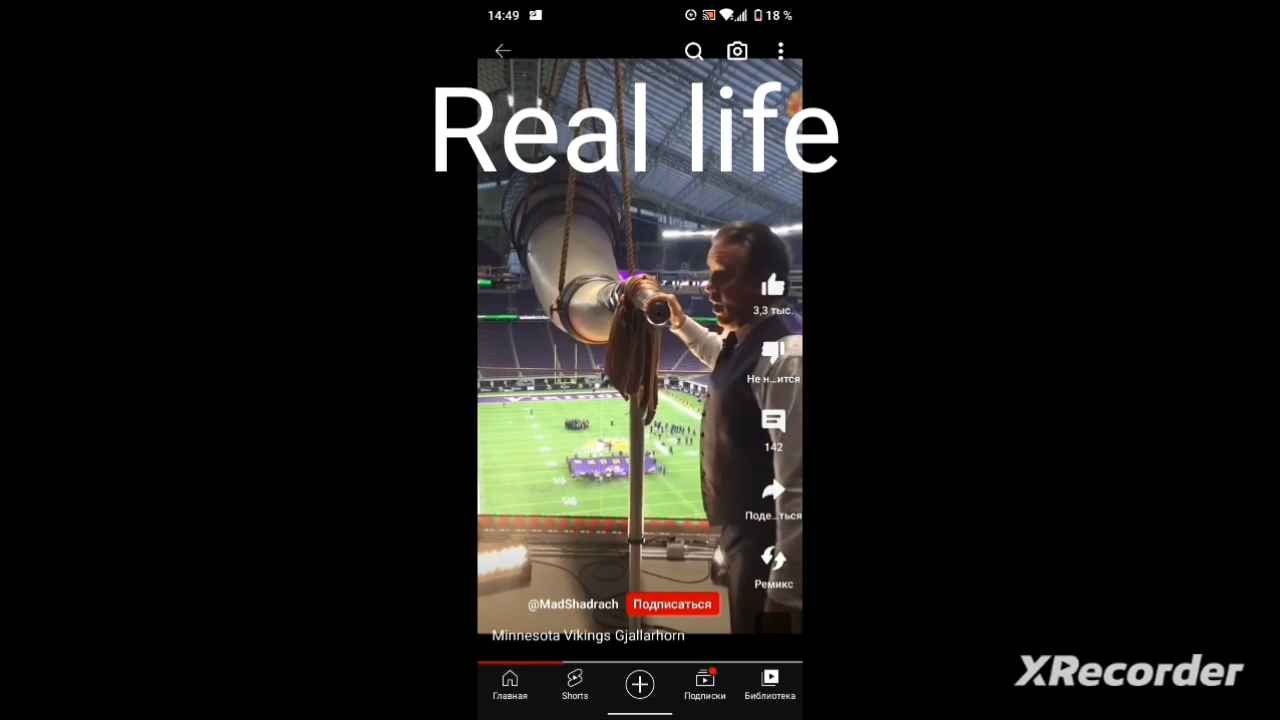 14:49
18 %
Real life
3,3 тыс.
Не н...ится
142
Поде...ться
Ремикс
@MadShadrach
Подписаться
Minnesota Vikings Gjallarhorn
Главная
Shorts
Подписки
Библиотека
XRecorder